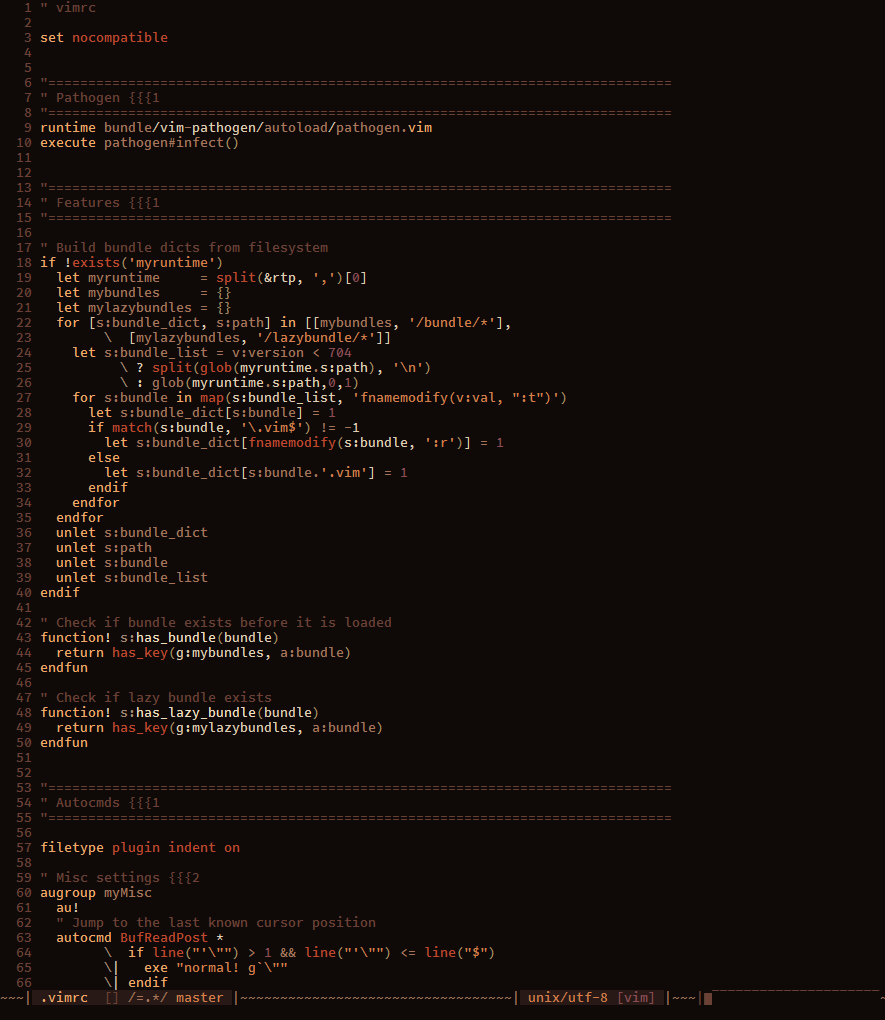 1 " vimrc
2
3 set nocompatible
4
5
6 "==============================================================================
7 " Pathogen {{{1
8 "==============================================================================
9 runtime bundle/vim-pathogen/autoload/pathogen.vim
10 execute pathogen#infect()
11
12
13 "==============================================================================
14 " Features {{{1
15 "==============================================================================
16
17 " Build bundle dicts from filesystem
18 if !exists('myruntime')
19   let myruntime     = split(&rtp, ',')[0]
20   let mybundles     = {}
21   let mylazybundles = {}
22   for [s:bundle_dict, s:path] in [[mybundles, '/bundle/*'],
23         \  [mylazybundles, '/lazybundle/*']]
24     let s:bundle_list = v:version < 704
25           \ ? split(glob(myruntime.s:path), '\n')
26           \ : glob(myruntime.s:path,0,1)
27     for s:bundle in map(s:bundle_list, 'fnamemodify(v:val, ":t")')
28       let s:bundle_dict[s:bundle] = 1
29       if match(s:bundle, '\.vim$') != -1
30         let s:bundle_dict[fnamemodify(s:bundle, ':r')] = 1
31       else
32         let s:bundle_dict[s:bundle.'.vim'] = 1
33       endif
34     endfor
35   endfor
36   unlet s:bundle_dict
37   unlet s:path
38   unlet s:bundle
39   unlet s:bundle_list
40 endif
41
42 " Check if bundle exists before it is loaded
43 function! s:has_bundle(bundle)
44   return has_key(g:mybundles, a:bundle)
45 endfun
46
47 " Check if lazy bundle exists
48 function! s:has_lazy_bundle(bundle)
49   return has_key(g:mylazybundles, a:bundle)
50 endfun
51
52
53 "==============================================================================
54 " Autocmds {{{1
55 "==============================================================================
56
57 filetype plugin indent on
58
59 " Misc settings {{{2
60 augroup myMisc
61   au!
62   " Jump to the last known cursor position
63   autocmd BufReadPost *
64         \  if line("'\"") > 1 && line("'\"") <= line("$")
65         \|   exe "normal! g`\""
66         \| endif
~~~| .vimrc  [] /=.*/ master |~~~~~~~~~~~~~~~~~~~~~~~~~~~~~~~~~~| unix/utf-8 [vim] |~~~|